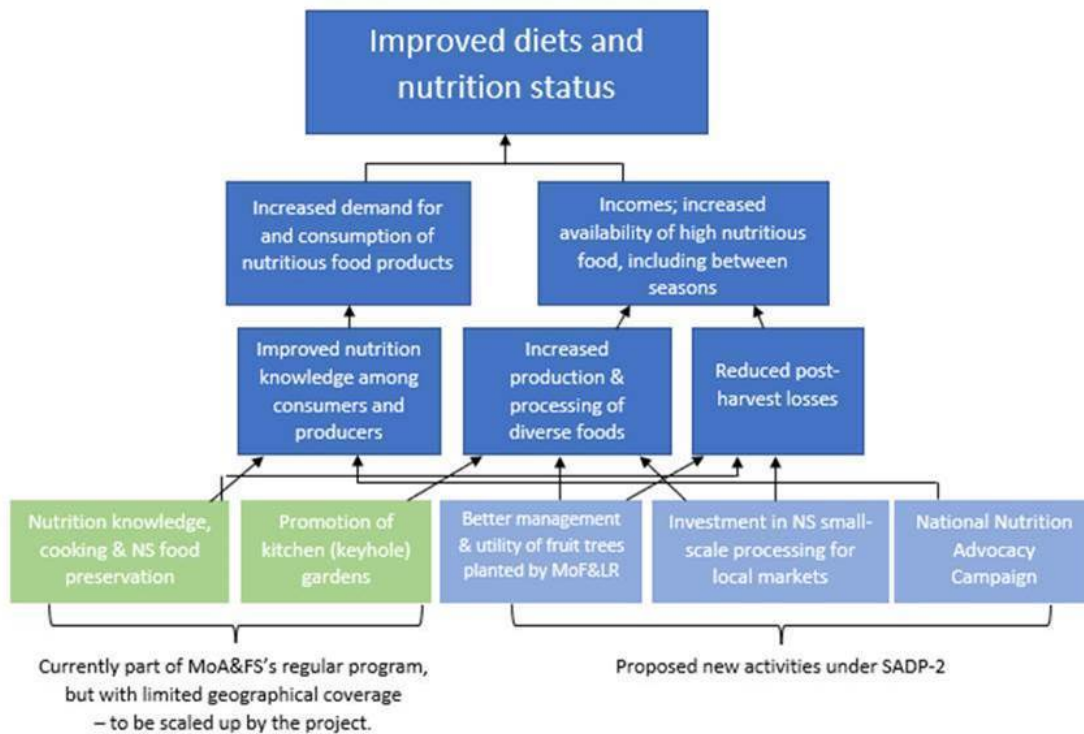 Improved diets and
nutrition status
Increased demand for
and consumption of
nutritious food products
Incomes; increased
availability of high nutritious
food, including between
seasons
Improved nutrition
knowledge among
consumers and
producers
Increased
production &
processing of
diverse foods
Reduced post-
harvest losses
Nutrition knowledge,
cooking & NS food
preservation
Promotion of
kitchen (keyhole)
gardens
Better management
& utility of fruit trees
planted by MoF&LR
Investment in NS small-
scale processing for
local markets
National Nutrition
Advocacy
Campaign
Currently part of MoA&FS's regular program,
but with limited geographical coverage
– to be scaled up by the project.
Proposed new activities under SADP-2